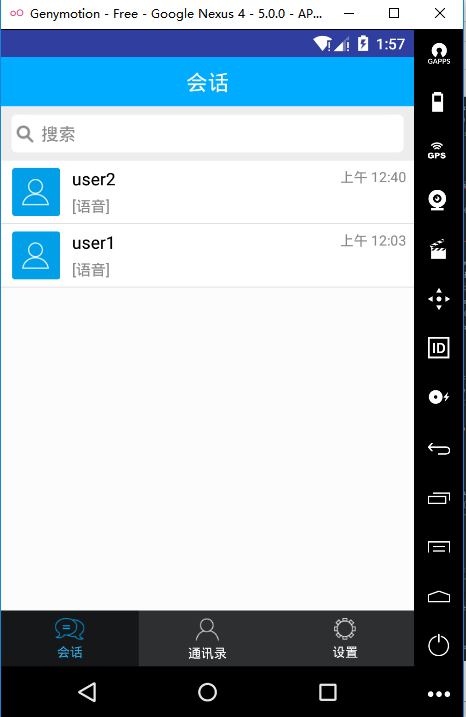 Genymotion - Free - Google Nexus 4 - 5.0.0 - AP...
1:57
会话
搜索
user2
上午 12:40
[语音]
user1
上午 12:03
[语音]
会话
通讯录
设置
GAPPS
GPS
ID